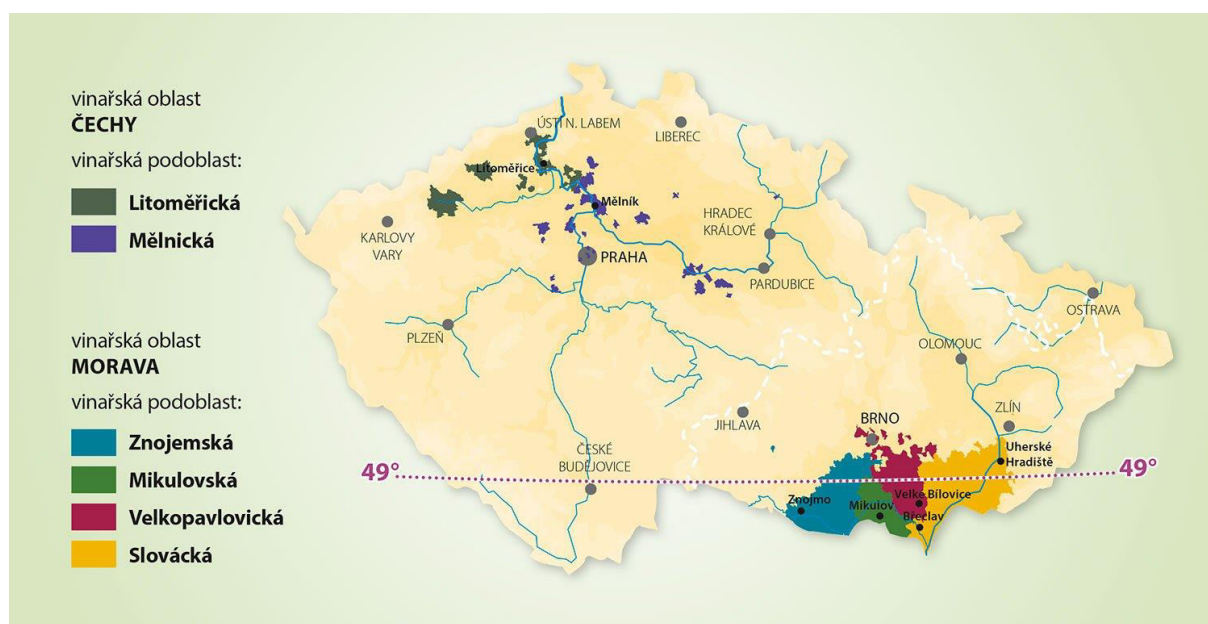 vinařská oblast
ČECHY
vinařská podoblast:
Litoměřická
Mělnická
vinařská oblast
MORAVA
vinařská podoblast:
Znojemská
Mikulovská
Velkopavlovická
Slovácká
ÚSTÍ N. LABEM
LIBEREC
Litoměřice
Mělník
KARLOVY
VARY
HRADEC
KRÁLOVÉ
PRAHA
PARDUBICE
PLZEŇ
OSTRAVA
OLOMOUC
JIHLAVA
BRNO
ZLÍN
Uherské
Hradiště
ČESKÉ
BUDĚJOVICE
49°
49°
Znojmo
Mikulov
Velké Bílovice
Břeclav